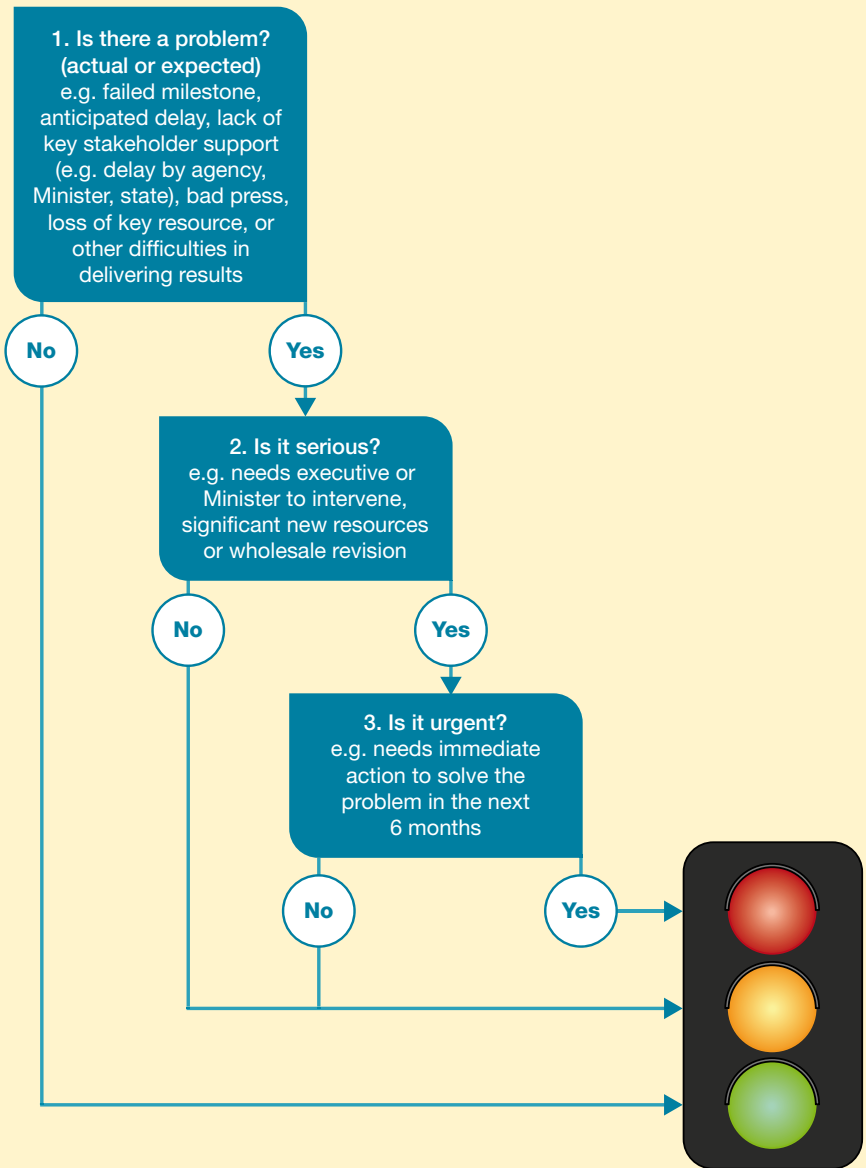 1. Is there a problem?
(actual or expected)
e.g. failed milestone,
anticipated delay, lack of
key stakeholder support
(e.g. delay by agency,
Minister, state), bad press,
loss of key resource, or
other difficulties in
delivering results
No
Yes
2. Is it serious?
e.g. needs executive or
Minister to intervene,
significant new resources
or wholesale revision
No
Yes
3. Is it urgent?
e.g. needs immediate
action to solve the
problem in the next
6 months
No
Yes